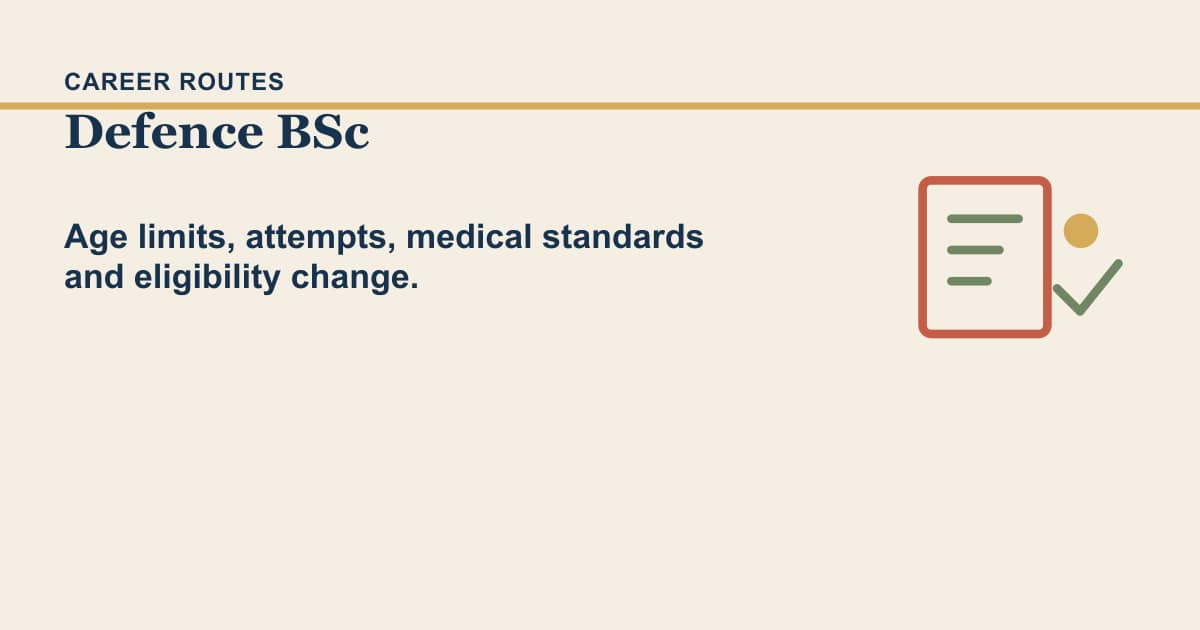 CAREER ROUTES
Defence BSc
Age limits, attempts, medical standards
and eligibility change.